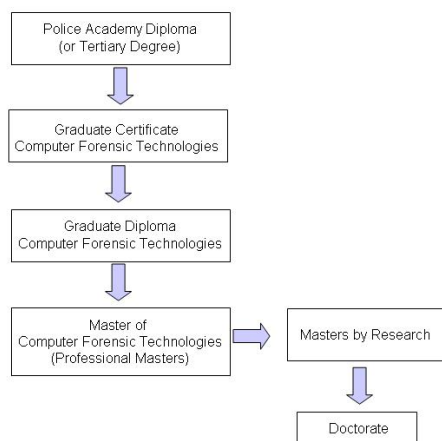 Police Academy Diploma
(or Tertiary Degree)
Graduate Certificate
Computer Forensic Technologies
Graduate Diploma
Computer Forensic Technologies
Master of
Computer Forensic Technologies
(Professional Masters)
Masters by Research
Doctorate